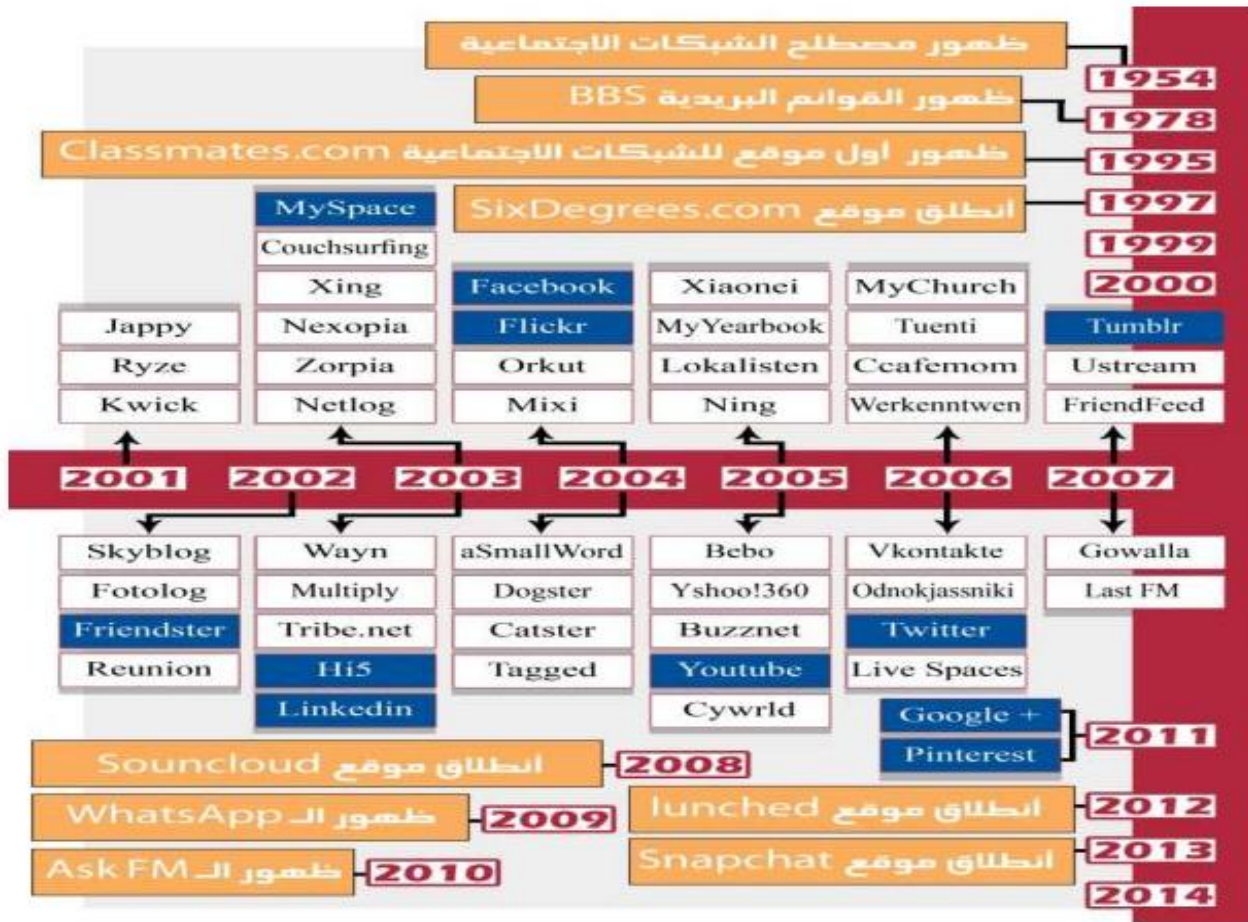 ظهور مصطلح الشبكات الاجتماعية
1954
ظهور القوائم البريدية BBS
1978
ظهور أول موقع للشبكات الاجتماعية Classmates.com
1995
أنطلق موقع SixDegrees.com
1997
1999
2000
Jappy
Ryze
Kwick
MySpace
Couchsurfing
Xing
Nexopia
Zorpia
Netlog
Facebook
Flickr
Orkut
Mixi
Xiaonei
MyYearbook
Lokalisten
Ning
MyChurch
Tuenti
Ccafemom
Werkenntwen
Tumblr
Ustream
FriendFeed
2001 2002 2003 2004 2005 2006 2007
Skyblog
Fotolog
Friendster
Reunion
Wayn
Multiply
Tribe.net
Hi5
Linkedin
aSmallWord
Dogster
Catster
Tagged
Bebo
Yshoo!360
Buzznet
Youtube
Cywrld
Vkontakte
Odnokjassniki
Twitter
Live Spaces
Gowalla
Last FM
Google +
Pinterest
2011
أنطلاق موقع Souncloud
2008
ظهور الـ WhatsApp
2009
ظهور الـ Ask FM
2010
أنطلاق موقع lunched
2012
أنطلاق موقع Snapchat
2013
2014